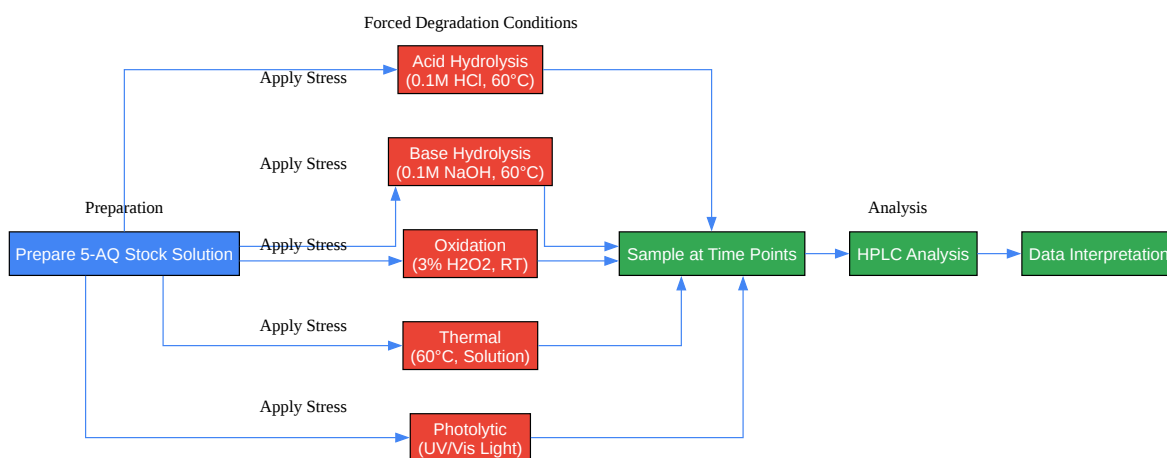 Forced Degradation Conditions
Acid Hydrolysis
(0.1M HCl, 60°C)
Apply Stress
Base Hydrolysis
(0.1M NaOH, 60°C)
Apply Stress
Preparation
Analysis
Prepare 5-AQ Stock Solution
Apply Stress
Oxidation
(3% H2O2, RT)
Sample at Time Points
HPLC Analysis
Data Interpretation
Apply Stress
Thermal
(60°C, Solution)
Apply Stress
Photolytic
(UV/Vis Light)